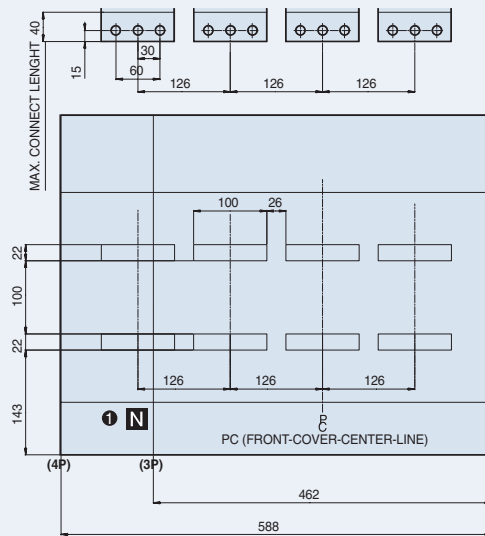 MAX. CONNECT LENGHT 40
15
30
60
126
126
126
100
26
22
100
22
143
126
126
126
1 N
P
C
PC (FRONT-COVER-CENTER-LINE)
(4P)
(3P)
462
588